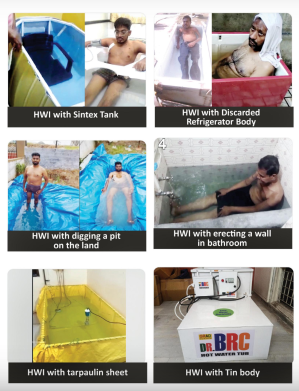 HWI with Sintex Tank
HWI with Discarded
Refrigerator Body
4
HWI with digging a pit
on the land
HWI with erecting a wall
in bathroom
HWI with tarpaulin sheet
DR.BRC
HOT WATER TUB
HWI with Tin body